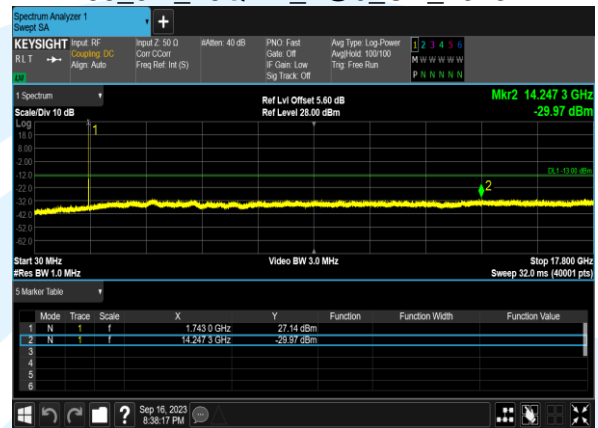 Spectrum Analyzer 1
Swept SA
+
KEYSIGHT Input: RF Input Z: 50 Ω #Atten: 40 dB PNO: Fast Avg Type: Log-Power 1 2 3 4 5 6
RLT Coupling: DC Corr CCorr Gate: Off Avg|Hold: 100/100 M W W W W W
Align: Auto Freq Ref: Int (S) IF Gain: Low Trig: Free Run
Sig Track: Off P N N N N N
1 Spectrum Mkr2 14.247 3 GHz
Ref Lvl Offset 5.60 dB
Scale/Div 10 dB Ref Level 28.00 dBm -29.97 dBm
Log
18.0 1
8.00
-2.00
-12.0 DL1 -13.00 dBm
-22.0 2
-32.0
-42.0
-52.0
-62.0
Start 30 MHz Video BW 3.0 MHz Stop 17.800 GHz
#Res BW 1.0 MHz Sweep 32.0 ms (40001 pts)
5 Marker Table
Mode Trace Scale X Y Function Function Width Function Value
1 N 1 f 1.743 0 GHz 27.14 dBm
2 N 1 f 14.247 3 GHz -29.97 dBm
3
4
5
6
? Sep 16, 2023
8:38:17 PM